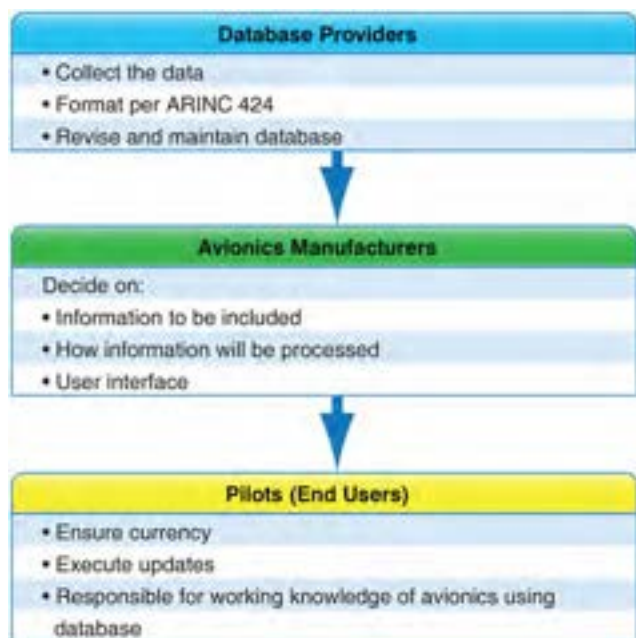 Database Providers
• Collect the data
• Format per ARINC 424
• Revise and maintain database
Avionics Manufacturers
Decide on:
• Information to be included
• How information will be processed
• User interface
Pilots (End Users)
• Ensure currency
• Execute updates
• Responsible for working knowledge of avionics using
database